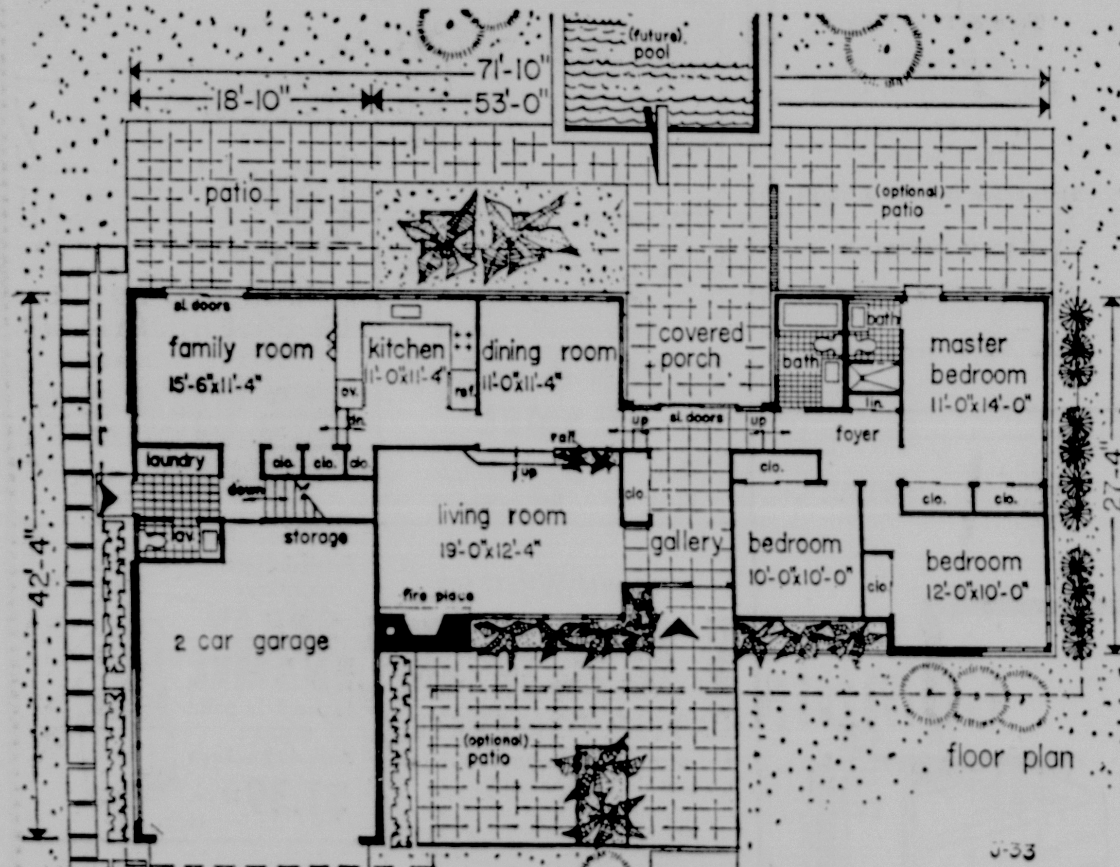 (future)
pool
71'-10"
18'-10"
53'-0"
patio
(optional)
patio
sl. doors
family room
15'-6"x11'-4"
kitchen
11'-0"x11'-4"
ov.
ref.
dn.
dining room
11'-0"x11'-4"
covered
porch
sl. doors
up
up
bath
bath
lin.
master
bedroom
11'-0"x14'-0"
foyer
laundry
clo.
clo.
clo.
down
rail
up
clo.
clo.
clo.
clo.
living room
19'-0"x12'-4"
gallery
bedroom
10'-0"x10'-0"
clo.
bedroom
12'-0"x10'-0"
lav.
storage
fire place
2 car garage
42'-4"
27'-4"
(optional)
patio
floor plan